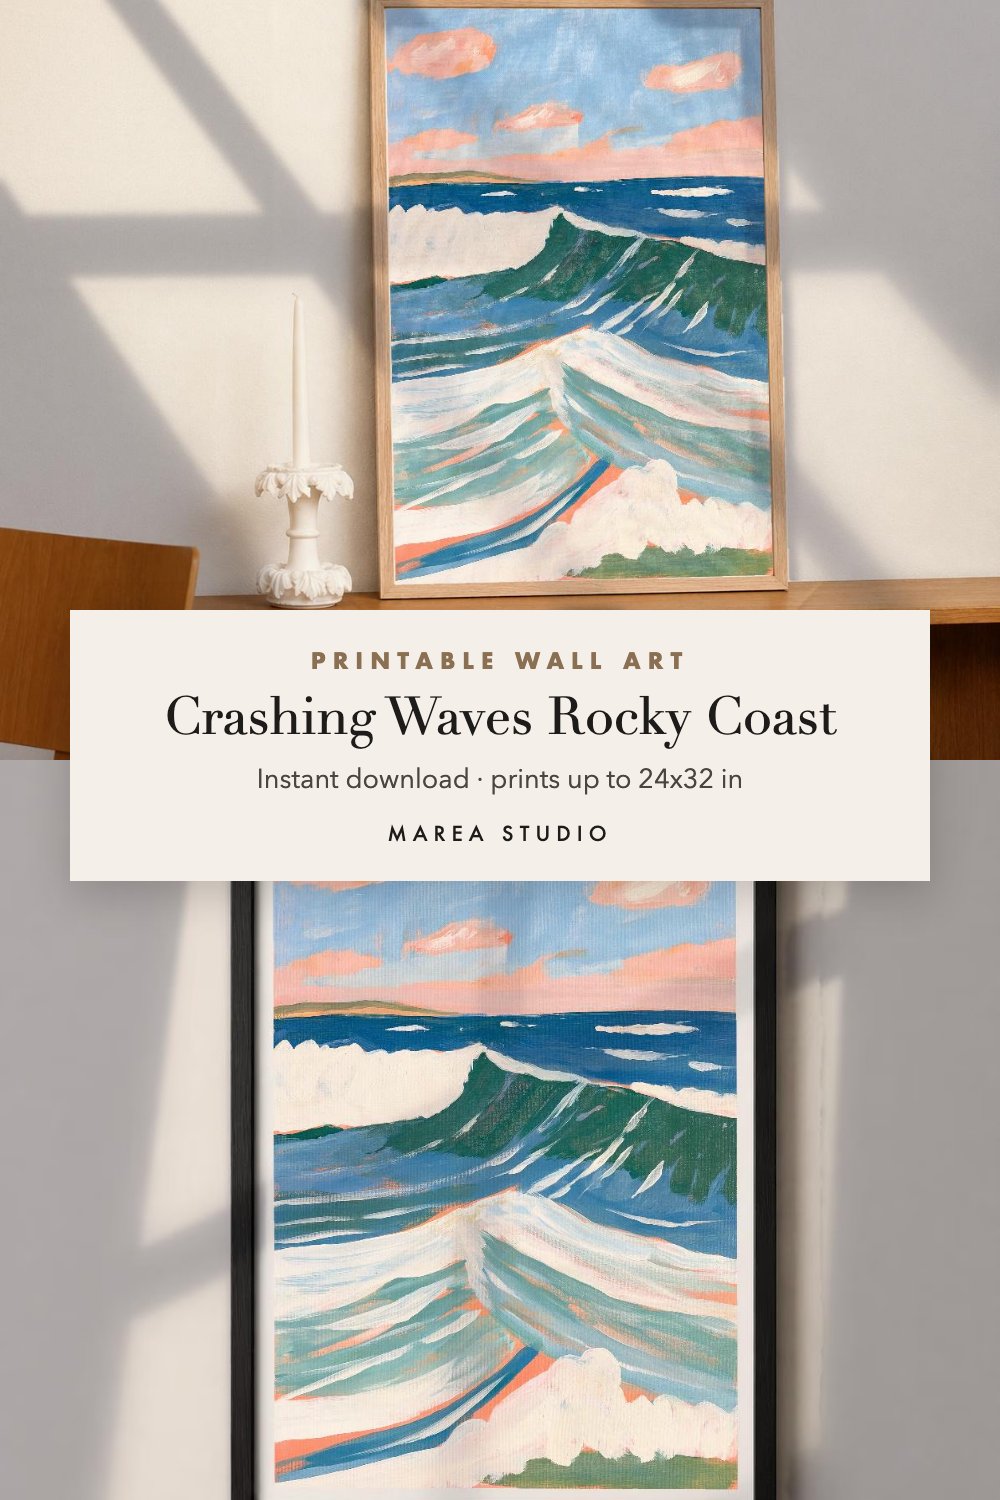 PRINTABLE WALL ART
Crashing Waves Rocky Coast
Instant download · prints up to 24x32 in
MAREA STUDIO